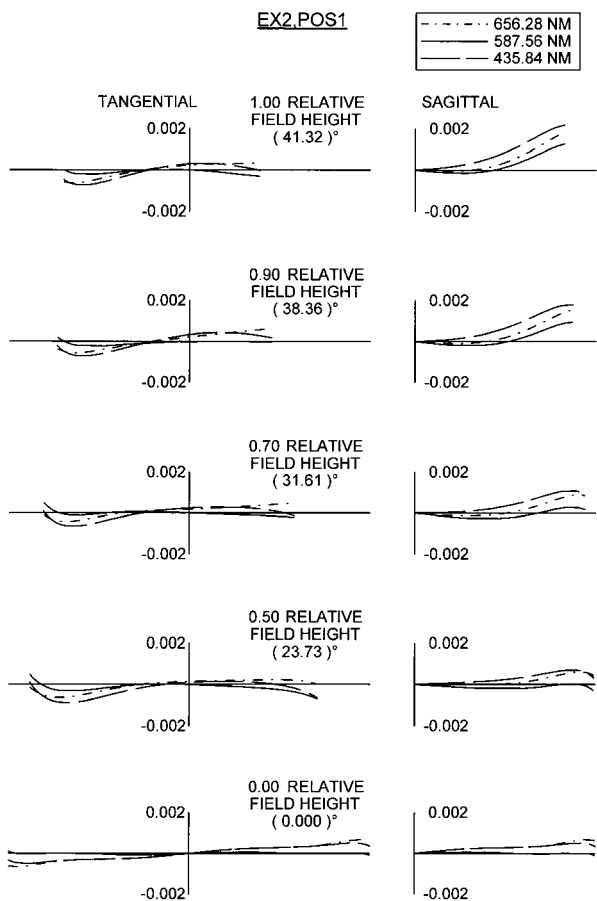 EX2,POS1
656.28 NM
587.56 NM
435.84 NM
TANGENTIAL
1.00 RELATIVE
FIELD HEIGHT
( 41.32 )°
SAGITTAL
0.002
-0.002
0.002
-0.002
0.90 RELATIVE
FIELD HEIGHT
( 38.36 )°
0.002
-0.002
0.002
-0.002
0.70 RELATIVE
FIELD HEIGHT
( 31.61 )°
0.002
-0.002
0.002
-0.002
0.50 RELATIVE
FIELD HEIGHT
( 23.73 )°
0.002
-0.002
0.002
-0.002
0.00 RELATIVE
FIELD HEIGHT
( 0.000 )°
0.002
-0.002
0.002
-0.002